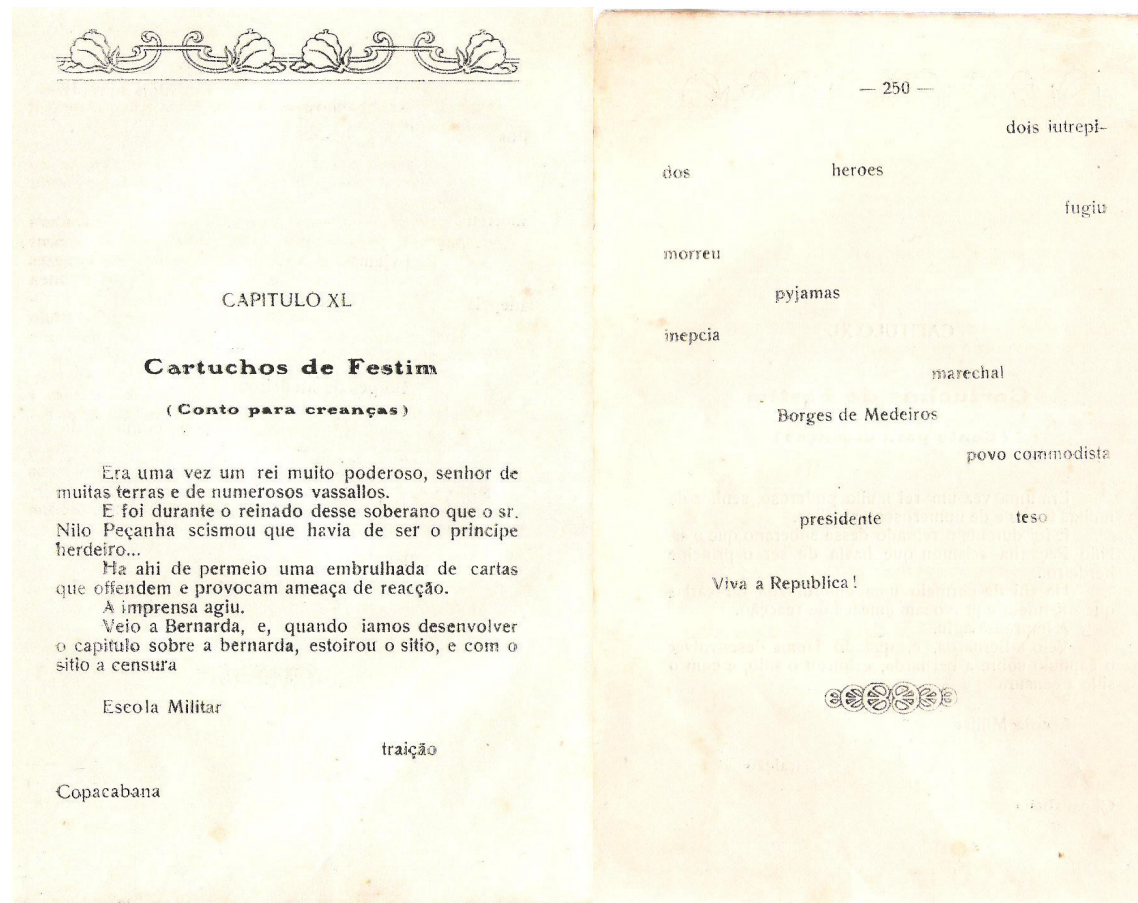 CAPITULO XL
Cartuchos de Festim
(Conto para creanças)
Era uma vez um rei muito poderoso, senhor de
muitas terras e de numerosos vassallos.
E foi durante o reinado desse soberano que o sr.
Nilo Peçanha scismou que havia de ser o principe
herdeiro...
Ha ahi de permeio uma embrulhada de cartas
que offendem e provocam ameaça de reacção.
A imprensa agiu.
Veio a Bernarda, e, quando iamos desenvolver
o capitulo sobre a bernarda, estoirou o sitio, e com o
sitio a censura
Escola Militar
traição
Copacabana
— 250 —
dois iutrepi-
dos heroes
fugiu
morreu
pyjamas
inepcia
marechal
Borges de Medeiros
povo commodista
presidente teso
Viva a Republica!